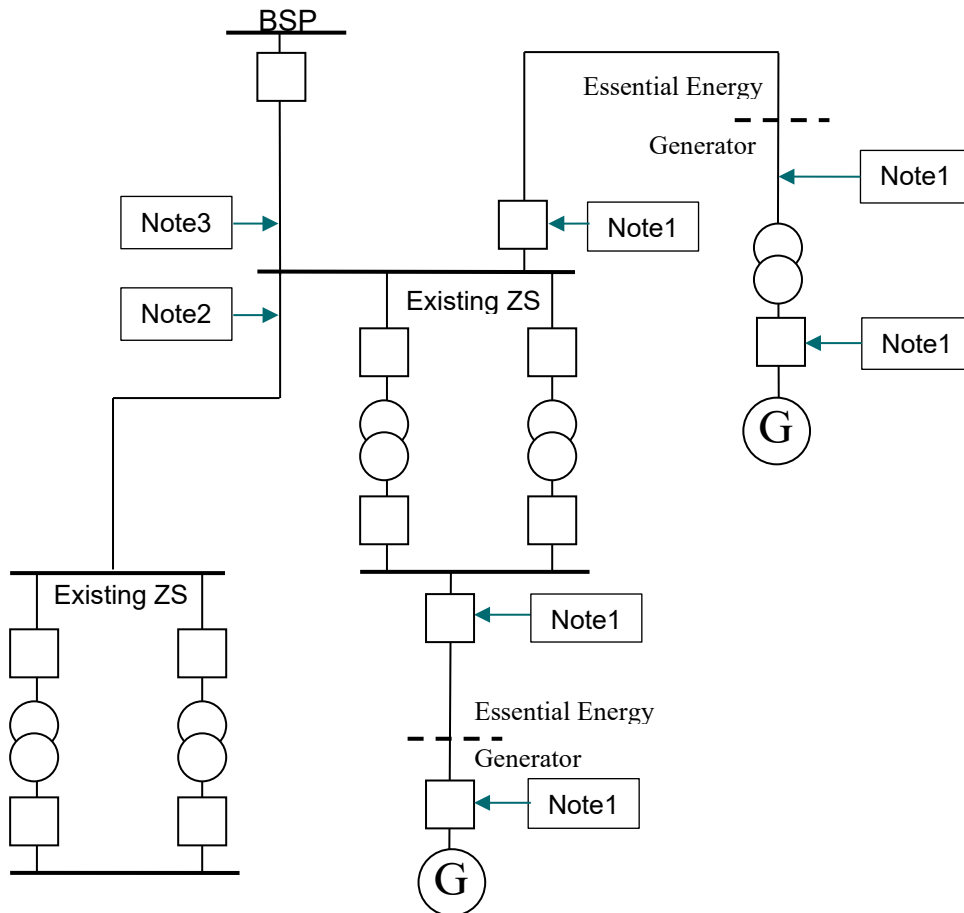 BSP
Essential Energy
Generator
Note1
Note3
Note1
Existing ZS
Note2
Note1
G
Existing ZS
Note1
Essential Energy
Generator
Note1
G